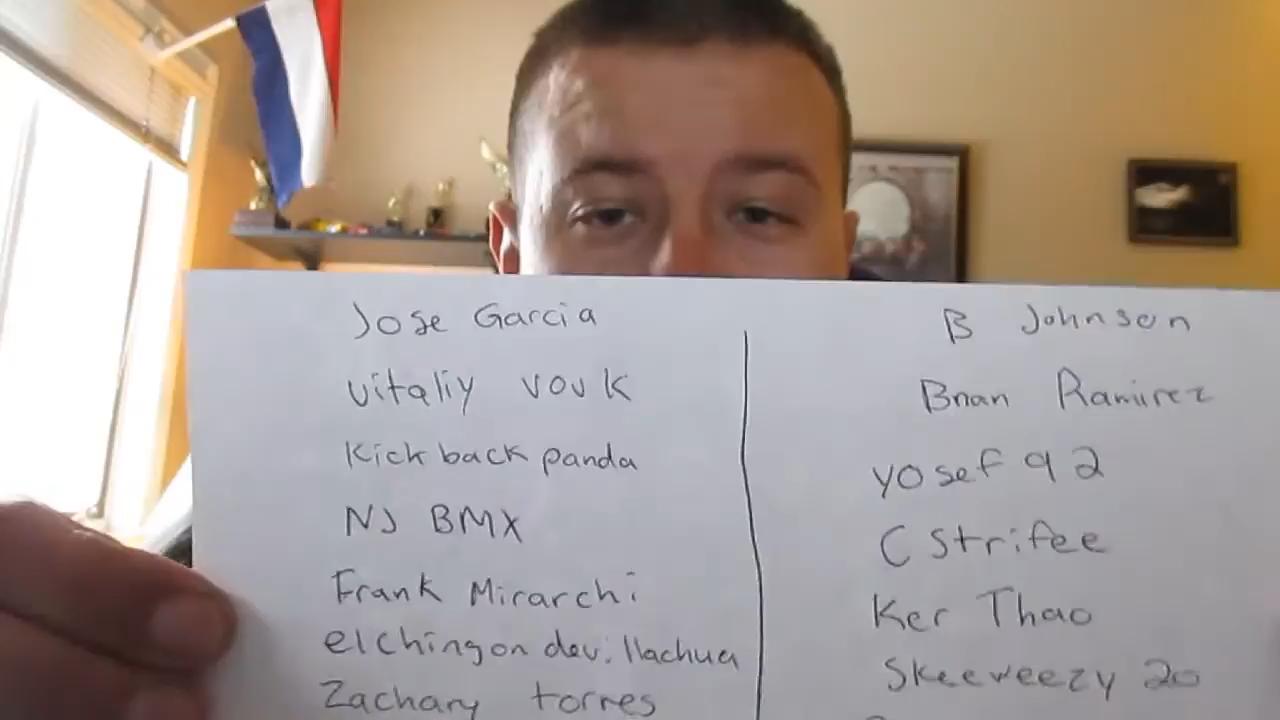 Jose Garcia
Vitaliy vovk
Kick back panda
NJ BMX
Frank Mirarchi
elchingon dev.llachua
Zachary torres
B Johnson
Brian Ramirez
yosef 92
C Strifee
Ker Thao
Skeeveezy 20